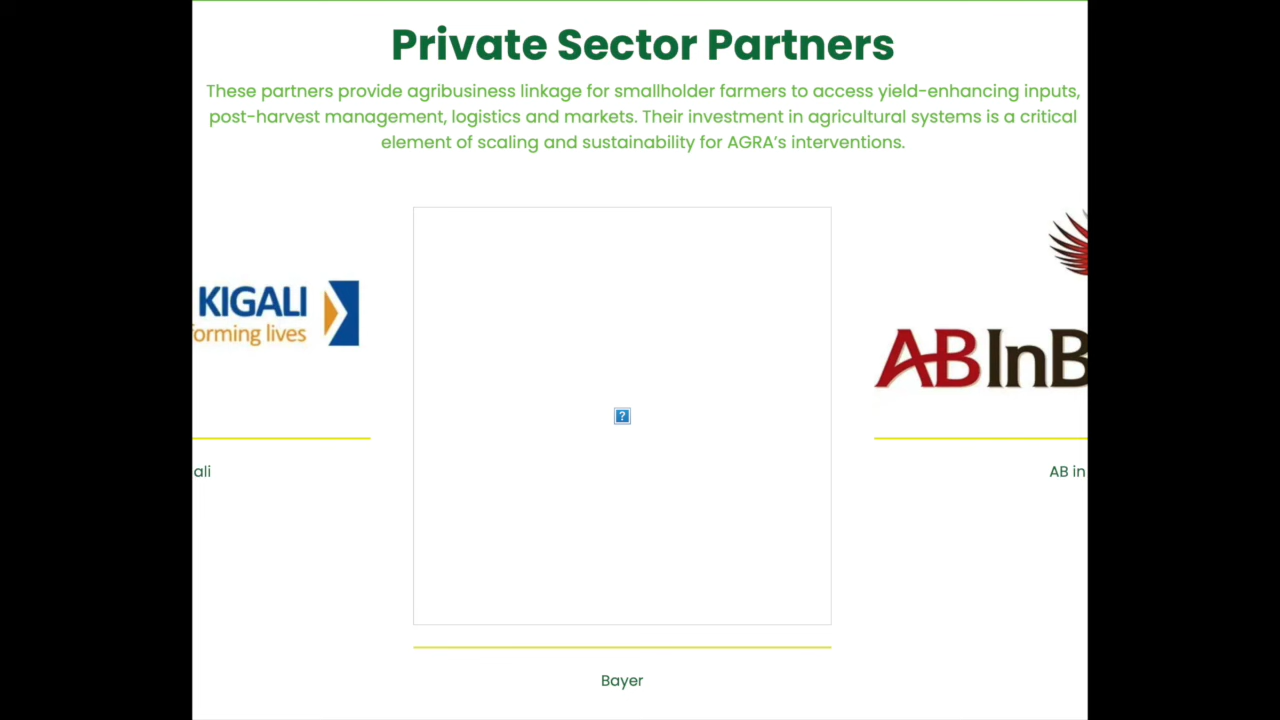 Private Sector Partners
These partners provide agribusiness linkage for smallholder farmers to access yield-enhancing inputs,
post-harvest management, logistics and markets. Their investment in agricultural systems is a critical
element of scaling and sustainability for AGRA’s interventions.
KIGALI
orming lives
ABInB
ali
AB in
?
Bayer